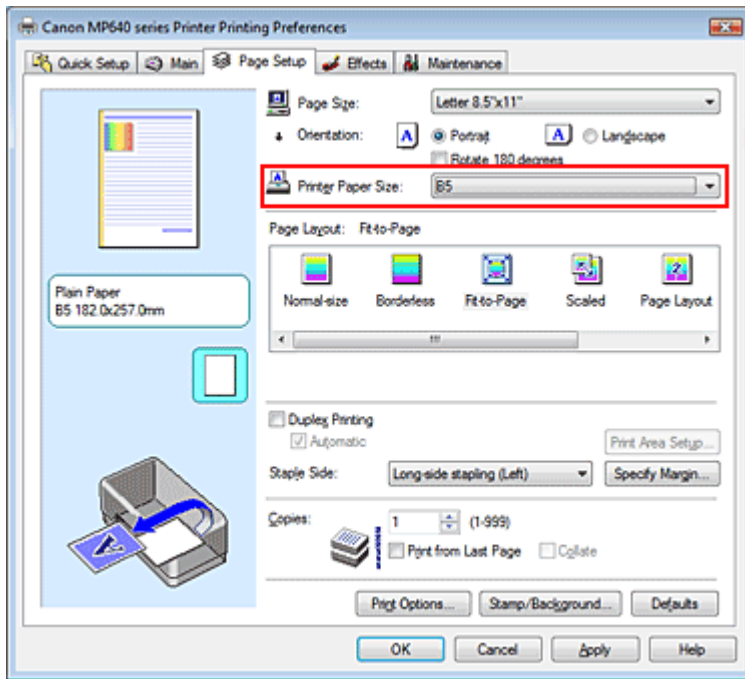 Canon MP640 series Printer Printing Preferences
Quick Setup Main Page Setup Effects Maintenance
Page Size: Letter 8.5"x11"
Orientation: A Portrait A Landscape
Rotate 180 degrees
Printer Paper Size: B5
Page Layout: Fit-to-Page
Normal-size Borderless Fit-to-Page Scaled Page Layout
Plain Paper
B5 182.0x257.0mm
Duplex Printing
Automatic Print Area Setup...
Staple Side: Long-side stapling (Left) Specify Margin...
Copies: 1 (1-999)
Print from Last Page Collate
Print Options... Stamp/Background... Defaults
OK Cancel Apply Help